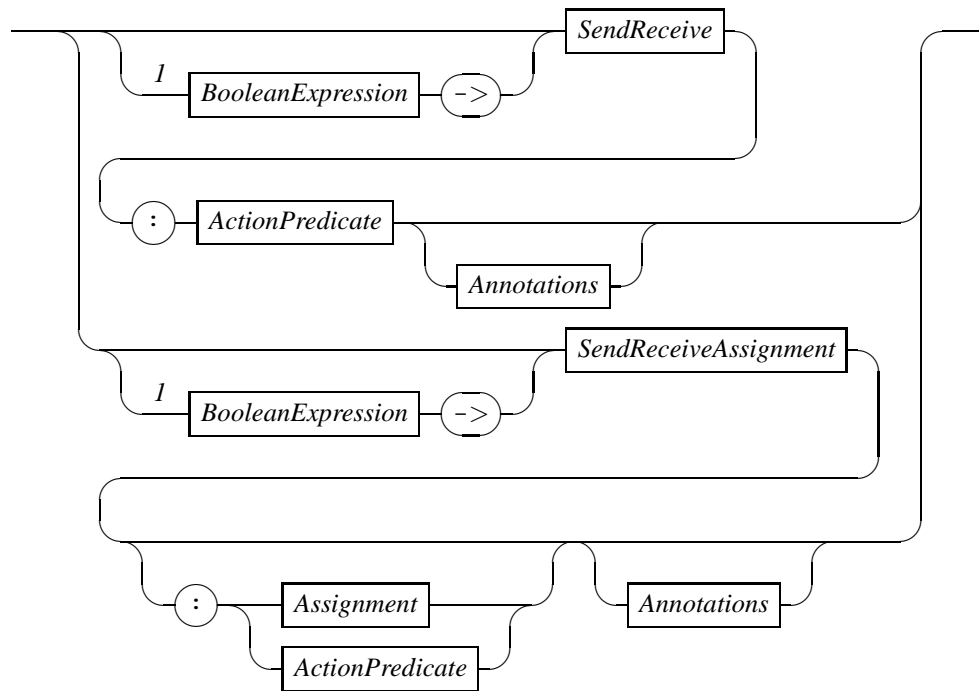 SendReceive
1 BooleanExpression ->
: ActionPredicate
Annotations
SendReceiveAssignment
1 BooleanExpression ->
: Assignment Annotations
ActionPredicate